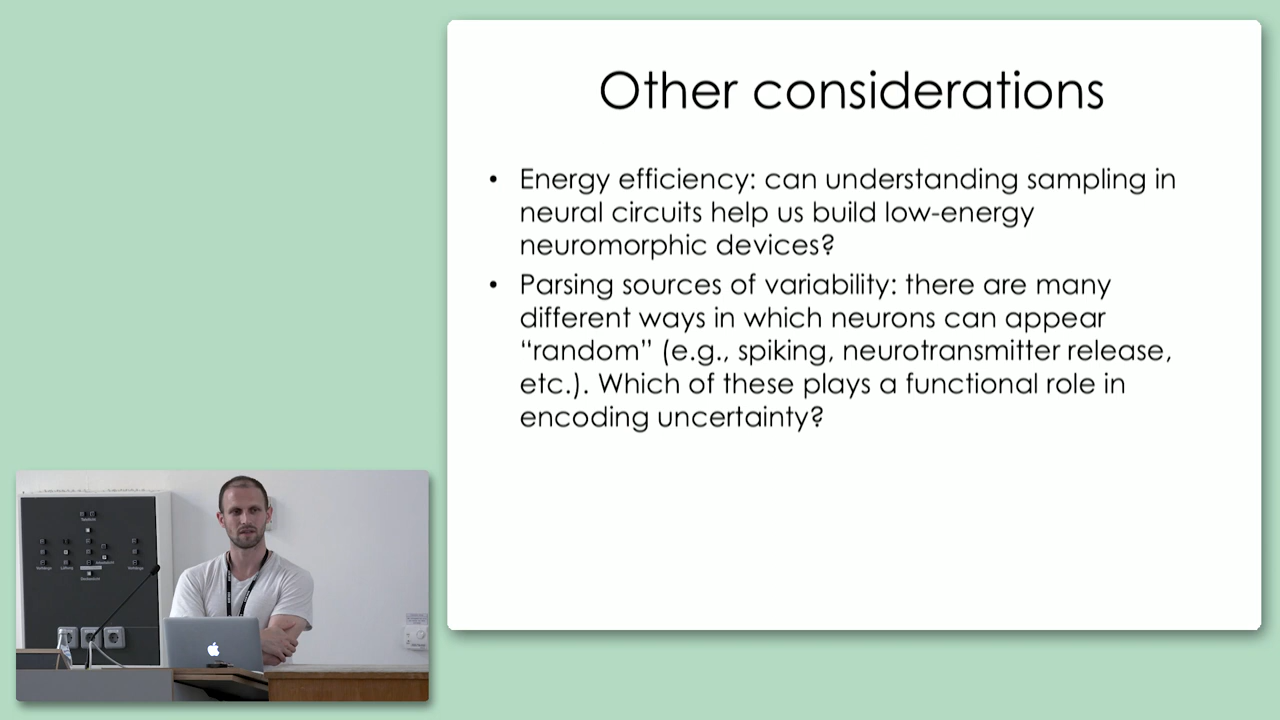 Other considerations
• Energy efficiency: can understanding sampling in
neural circuits help us build low-energy
neuromorphic devices?
• Parsing sources of variability: there are many
different ways in which neurons can appear
“random” (e.g., spiking, neurotransmitter release,
etc.). Which of these plays a functional role in
encoding uncertainty?